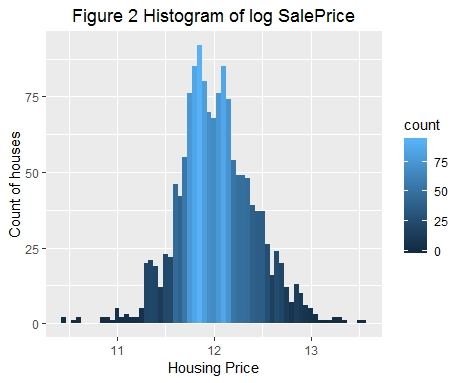 Figure 2 Histogram of log SalePrice
Count of houses
75
50
25
0
11 12 13
Housing Price
count
75
50
25
0